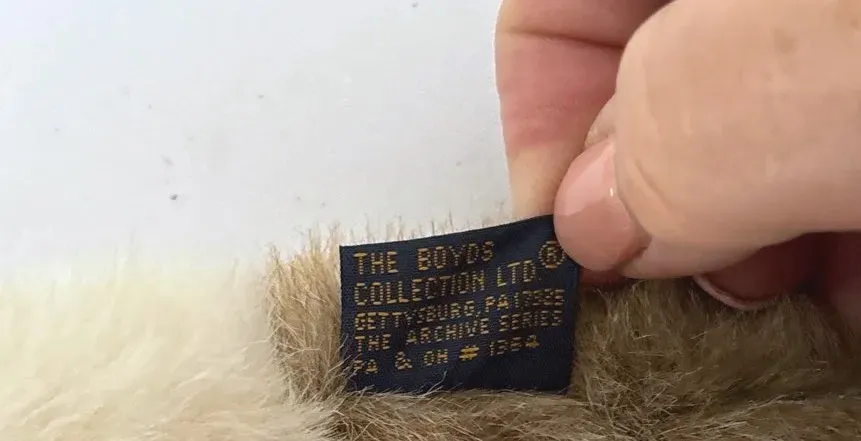 THE BOYDS ®
COLLECTION LTD.
GETTYSBURG, PA 17325
THE ARCHIVE SERIES
PA & OH # 1364